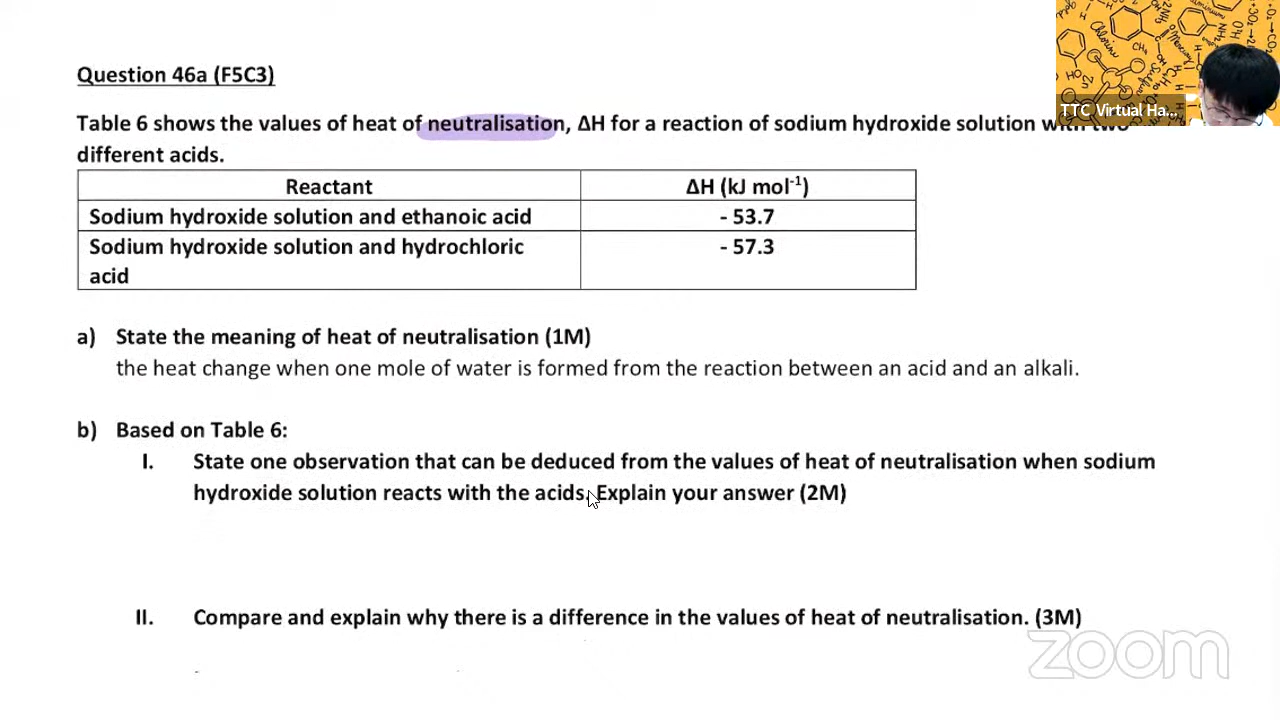 Question 46a (F5C3)
TTC Virtual Ha...
Table 6 shows the values of heat of neutralisation, ΔH for a reaction of sodium hydroxide solution with two
different acids.
Reactant ΔH (kJ mol⁻¹)
Sodium hydroxide solution and ethanoic acid - 53.7
Sodium hydroxide solution and hydrochloric - 57.3
acid
a) State the meaning of heat of neutralisation (1M)
the heat change when one mole of water is formed from the reaction between an acid and an alkali.
b) Based on Table 6:
I. State one observation that can be deduced from the values of heat of neutralisation when sodium
hydroxide solution reacts with the acids. Explain your answer (2M)
II. Compare and explain why there is a difference in the values of heat of neutralisation. (3M)
zoom